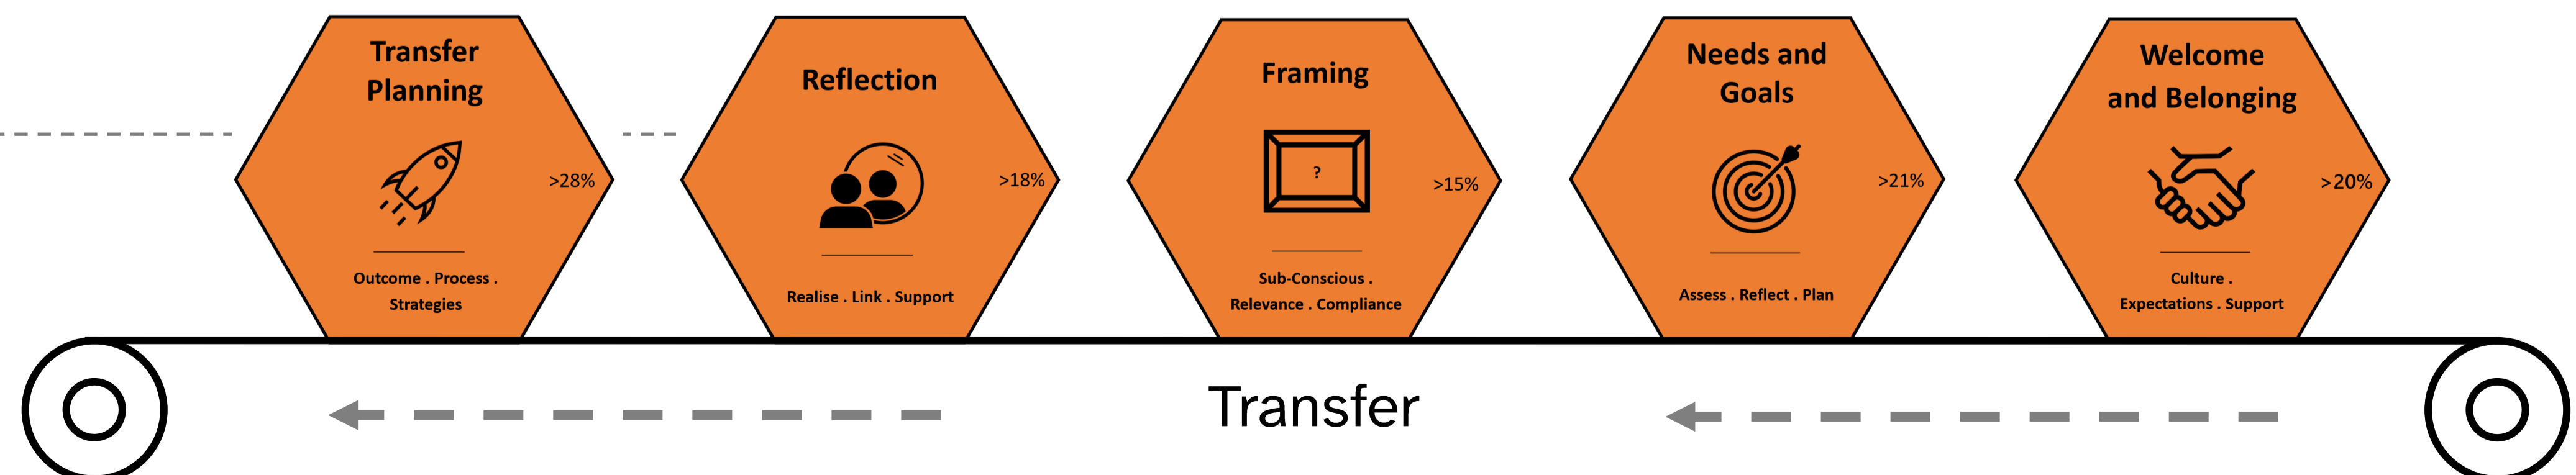 Transfer
Planning
>28%
Outcome . Process .
Strategies
Reflection
>18%
Realise . Link . Support
Framing
?
>15%
Sub-Conscious .
Relevance . Compliance
Needs and
Goals
>21%
Assess . Reflect . Plan
Welcome
and Belonging
>20%
Culture .
Expectations . Support
Transfer